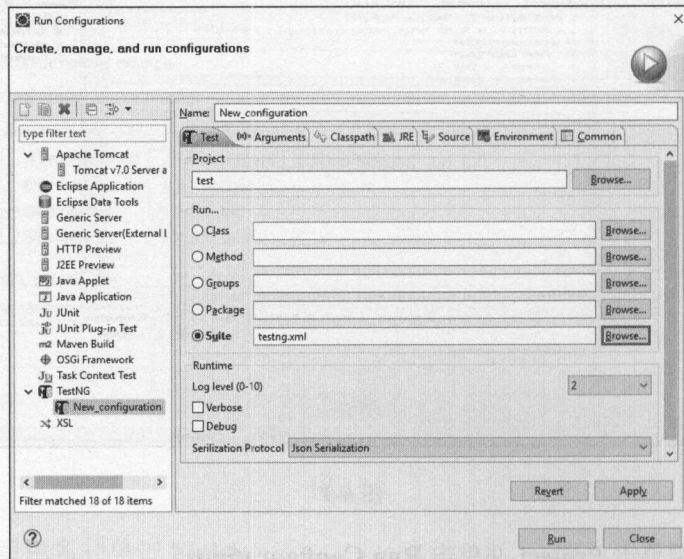 Run Configurations
Create, manage, and run configurations
Name: New_configuration
type filter text
Test (x)= Arguments Classpath JRE Source Environment Common
Apache Tomcat
Tomcat v7.0 Server a
Eclipse Application
Eclipse Data Tools
Generic Server
Generic Server(External l
HTTP Preview
J2EE Preview
Java Applet
Java Application
Ju JUnit
JUnit Plug-in Test
m2 Maven Build
OSGi Framework
Ju Task Context Test
TestNG
New_configuration
XSL
Filter matched 18 of 18 items
Project
test Browse...
Run...
Class Browse...
Method Browse...
Groups Browse...
Package Browse...
Suite testng.xml Browse...
Runtime
Log level (0-10) 2
Verbose
Debug
Serilization Protocol Json Serialization
Revert Apply
Run Close